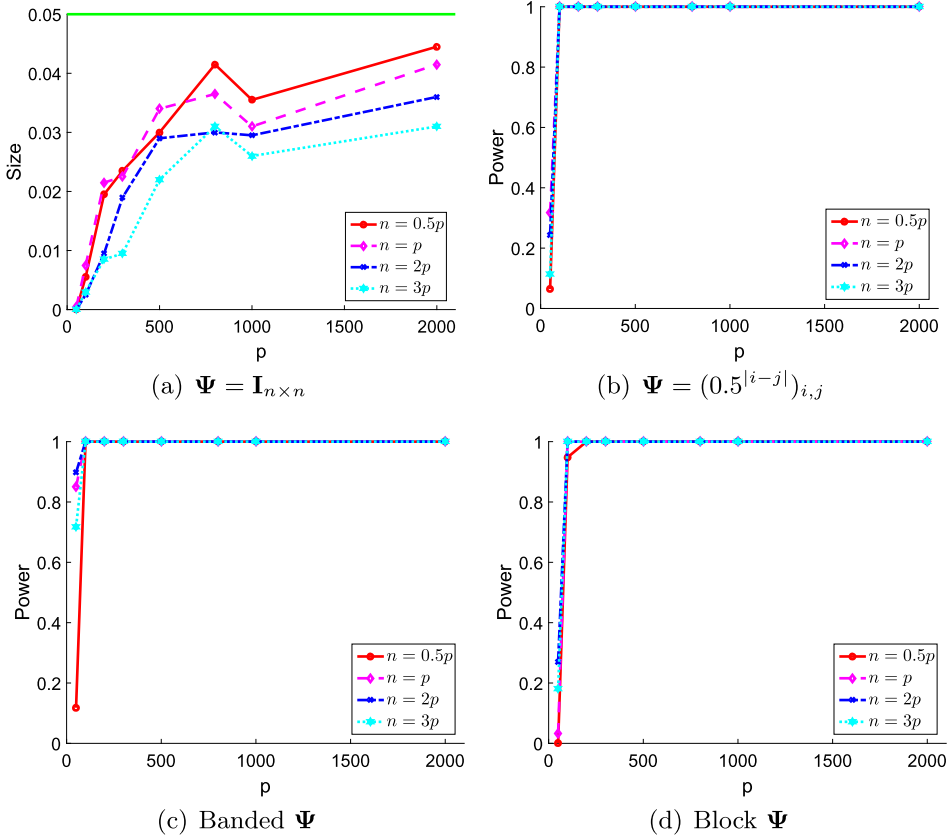 0.05
0.04
0.03
0.02
0.01
0
Size
0 500 1000 1500 2000
p
n = 0.5p
n = p
n = 2p
n = 3p
(a) Ψ = I_{n×n}
1
0.8
0.6
0.4
0.2
0
Power
0 500 1000 1500 2000
p
n = 0.5p
n = p
n = 2p
n = 3p
(b) Ψ = (0.5^{|i−j|})_{i,j}
1
0.8
0.6
0.4
0.2
0
Power
0 500 1000 1500 2000
p
n = 0.5p
n = p
n = 2p
n = 3p
(c) Banded Ψ
1
0.8
0.6
0.4
0.2
0
Power
0 500 1000 1500 2000
p
n = 0.5p
n = p
n = 2p
n = 3p
(d) Block Ψ